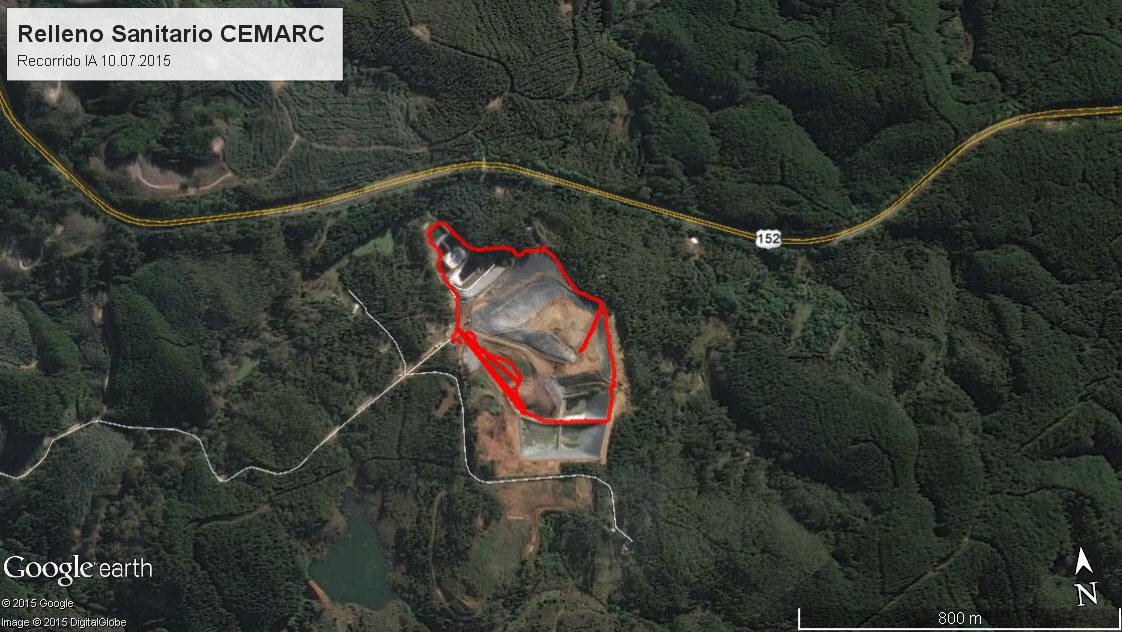 Relleno Sanitario CEMARC
Recorrido IA 10.07.2015
152
Google earth
© 2015 Google
Image © 2015 DigitalGlobe
N
800 m